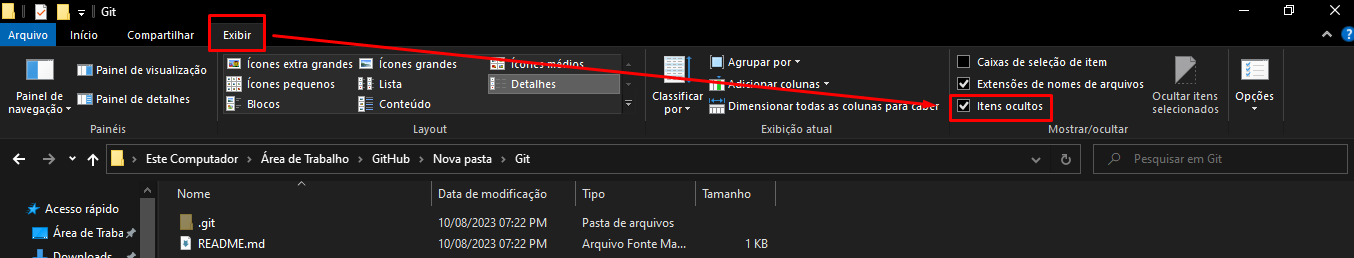 Git
Arquivo Início Compartilhar Exibir
Painel de navegação
Painel de visualização
Painel de detalhes
Painéis
Ícones extra grandes Ícones grandes Ícones médios
Ícones pequenos Lista Detalhes
Blocos Conteúdo
Layout
Classificar por
Agrupar por
Adicionar colunas
Dimensionar todas as colunas para caber
Exibição atual
Caixas de seleção de item
Extensões de nomes de arquivos
Itens ocultos
Ocultar itens selecionados
Mostrar/ocultar
Opções
Este Computador > Área de Trabalho > GitHub > Nova pasta > Git
Pesquisar em Git
Nome Data de modificação Tipo Tamanho
Acesso rápido
Área de Traba
Downloads
.git 10/08/2023 07:22 PM Pasta de arquivos
README.md 10/08/2023 07:22 PM Arquivo Fonte Ma... 1 KB